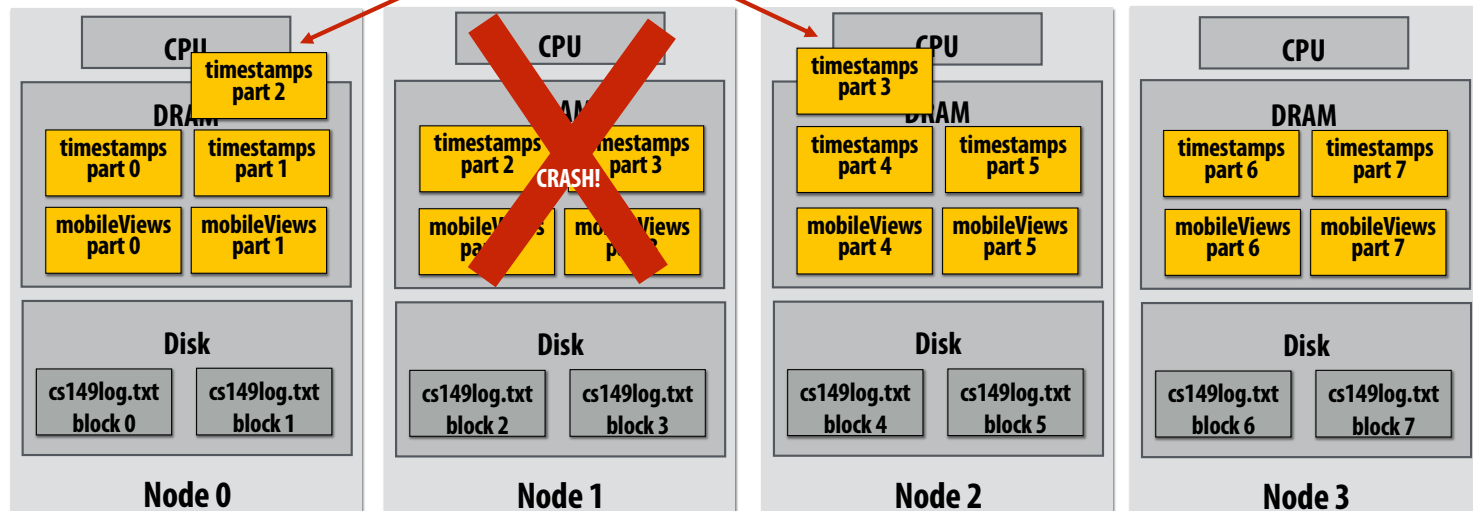 CPU
timestamps
part 2
DRAM
timestamps
part 0
timestamps
part 1
mobileViews
part 0
mobileViews
part 1
Disk
cs149log.txt
block 0
cs149log.txt
block 1
Node 0
CPU
timestamps
part 2
part 3
CRASH!
Disk
cs149log.txt
block 2
cs149log.txt
block 3
Node 1
CPU
timestamps
part 3
DRAM
timestamps
part 4
timestamps
part 5
mobileViews
part 4
mobileViews
part 5
Disk
cs149log.txt
block 4
cs149log.txt
block 5
Node 2
CPU
DRAM
timestamps
part 6
timestamps
part 7
mobileViews
part 6
mobileViews
part 7
Disk
cs149log.txt
block 6
cs149log.txt
block 7
Node 3